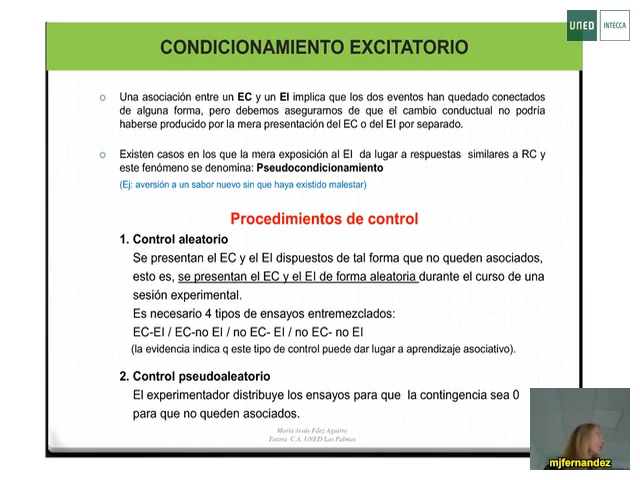 UNED
INTECCA
CONDICIONAMIENTO EXCITATORIO
o Una asociación entre un EC y un EI implica que los dos eventos han quedado conectados
de alguna forma, pero debemos asegurarnos de que el cambio conductual no podría
haberse producido por la mera presentación del EC o del EI por separado.
o Existen casos en los que la mera exposición al EI da lugar a respuestas similares a RC y
este fenómeno se denomina: Pseudocondicionamiento
(Ej: aversión a un sabor nuevo sin que haya existido malestar)
Procedimientos de control
1. Control aleatorio
Se presentan el EC y el EI dispuestos de tal forma que no queden asociados,
esto es, se presentan el EC y el EI de forma aleatoria durante el curso de una
sesión experimental.
Es necesario 4 tipos de ensayos entremezclados:
EC-EI / EC-no EI / no EC- EI / no EC- no EI
(la evidencia indica q este tipo de control puede dar lugar a aprendizaje asociativo).
2. Control pseudoaleatorio
El experimentador distribuye los ensayos para que la contingencia sea 0
para que no queden asociados.
María Jesús Fdez Aguirre
Tutora C.A. UNED Las Palmas
mjfernandez